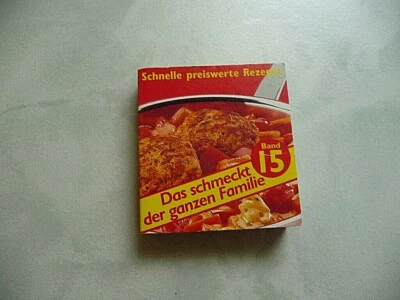 Schnelle preiswerte Rezepte
Band
15
Das schmeckt
der ganzen Familie